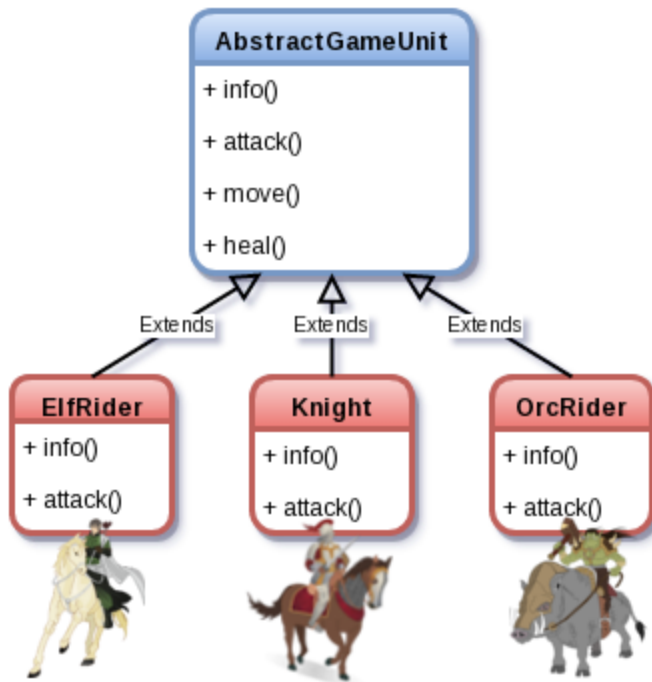 AbstractGameUnit
+ info()
+ attack()
+ move()
+ heal()
Extends
Extends
Extends
ElfRider
+ info()
+ attack()
Knight
+ info()
+ attack()
OrcRider
+ info()
+ attack()